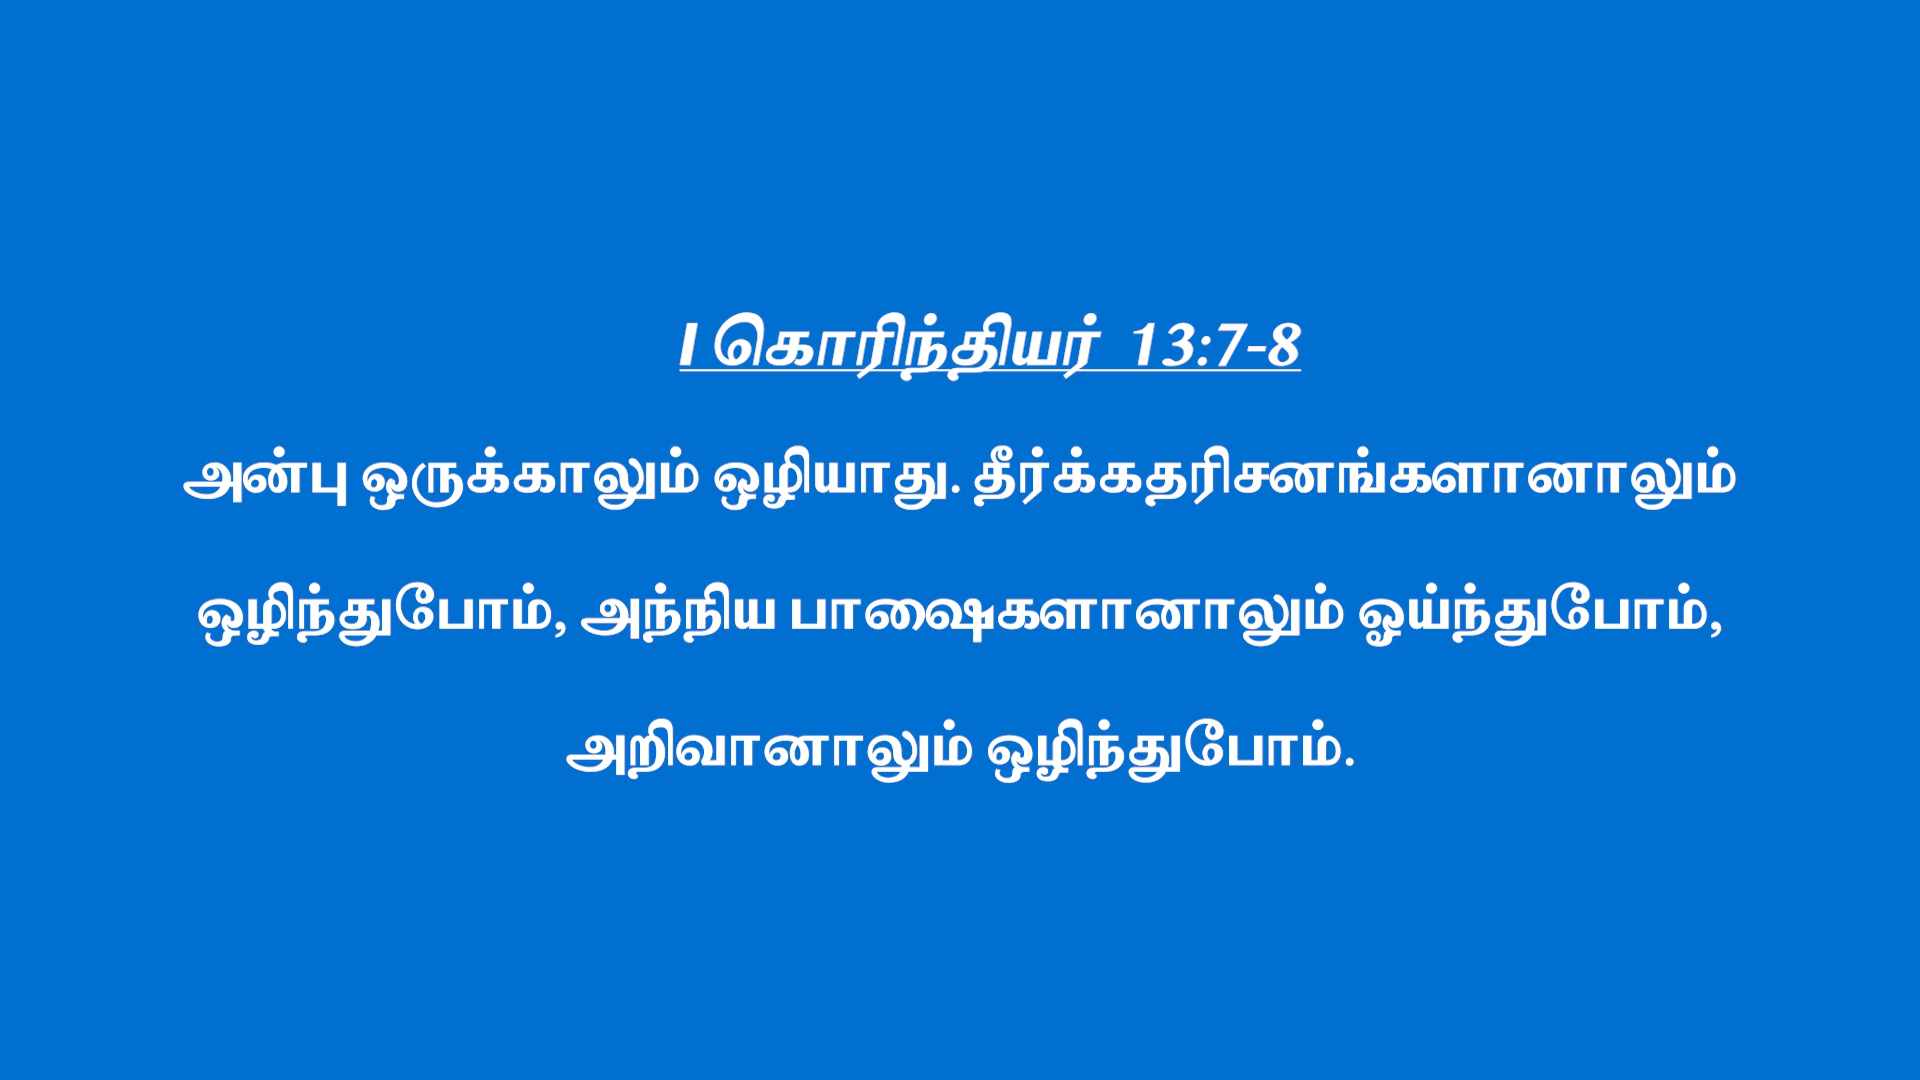 I கொரிந்தியர் 13:7-8
அன்பு ஒருக்காலும் ஒழியாது. தீர்க்கதரிசனங்களானாலும்
ஒழிந்துபோம், அந்நிய பாஷைகளானாலும் ஓய்ந்துபோம்,
அறிவானாலும் ஒழிந்துபோம்.